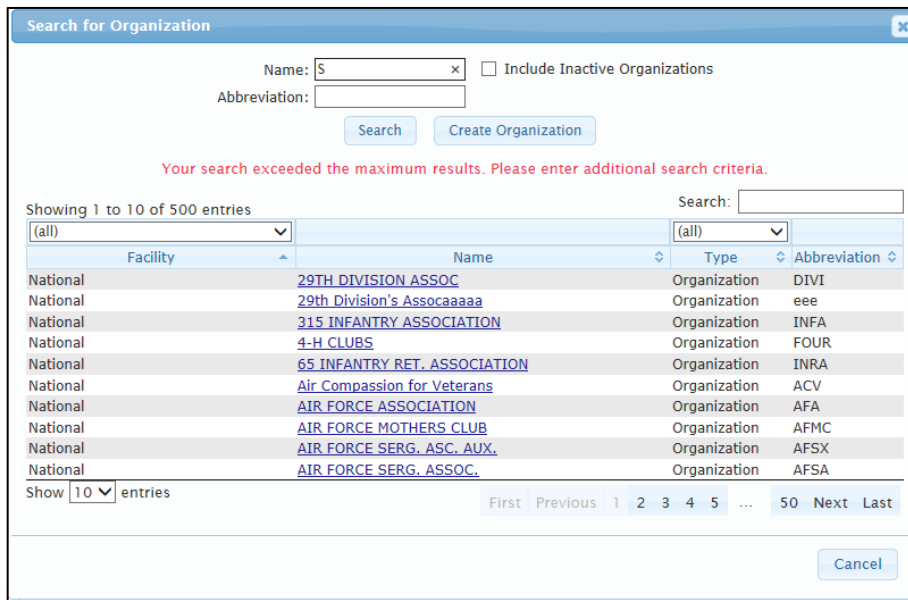 Search for Organization
Name: S × Include Inactive Organizations
Abbreviation:
Search Create Organization
Your search exceeded the maximum results. Please enter additional search criteria.
Search:
Showing 1 to 10 of 500 entries
(all) (all)
Facility Name Type Abbreviation
National 29TH DIVISION ASSOC Organization DIVI
National 29th Division's Assocaaaaa Organization eee
National 315 INFANTRY ASSOCIATION Organization INFA
National 4-H CLUBS Organization FOUR
National 65 INFANTRY RET. ASSOCIATION Organization INRA
National Air Compassion for Veterans Organization ACV
National AIR FORCE ASSOCIATION Organization AFA
National AIR FORCE MOTHERS CLUB Organization AFMC
National AIR FORCE SERG. ASC. AUX. Organization AFSX
National AIR FORCE SERG. ASSOC. Organization AFSA
Show 10 entries First Previous 1 2 3 4 5 ... 50 Next Last
Cancel